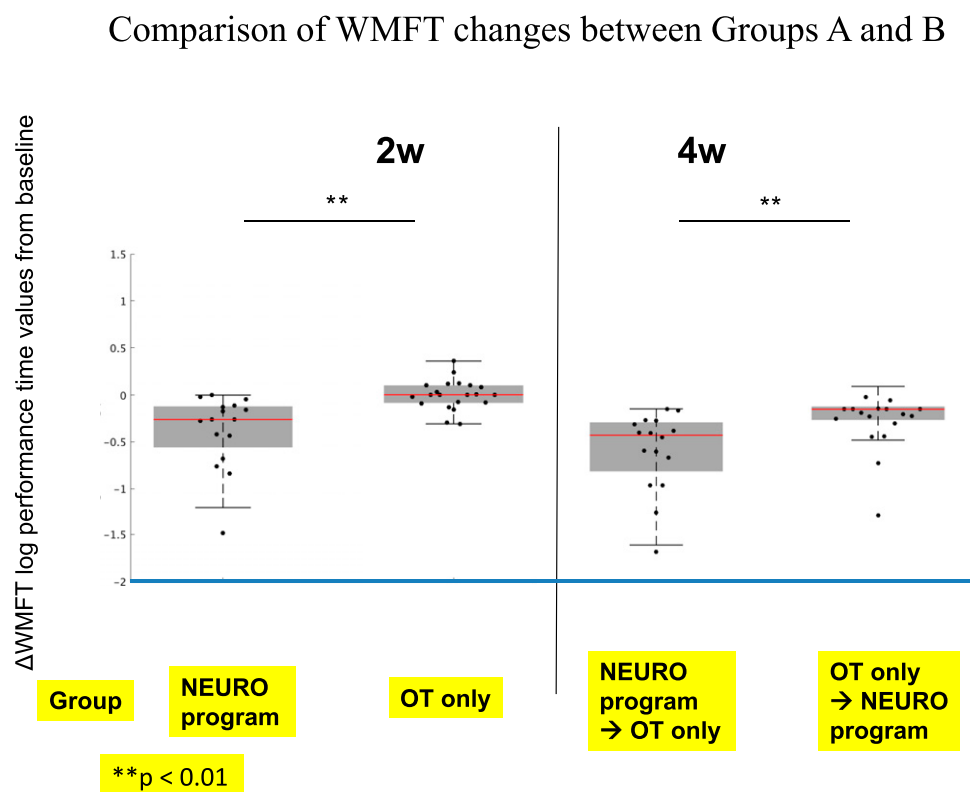 Comparison of WMFT changes between Groups A and B
ΔWMFT log performance time values from baseline
2w
4w
**
**
1.5
1
0.5
0
−0.5
−1
−1.5
−2
Group
NEURO
program
OT only
NEURO
program
→ OT only
OT only
→ NEURO
program
**p < 0.01